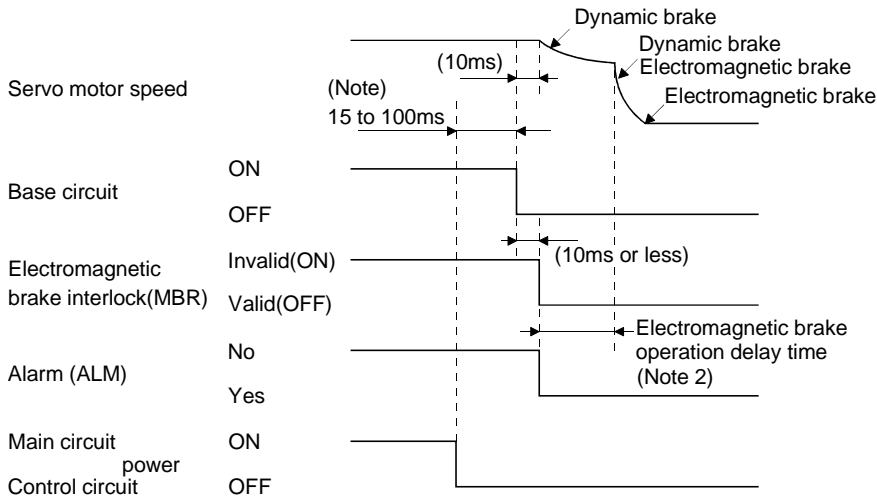 Dynamic brake
Dynamic brake
Electromagnetic brake
Electromagnetic brake
(10ms)
Servo motor speed
(Note)
15 to 100ms
Base circuit
ON
OFF
(10ms or less)
Electromagnetic
brake interlock(MBR)
Invalid(ON)
Valid(OFF)
Electromagnetic brake
operation delay time
(Note 2)
Alarm (ALM)
No
Yes
Main circuit
power
Control circuit
ON
OFF